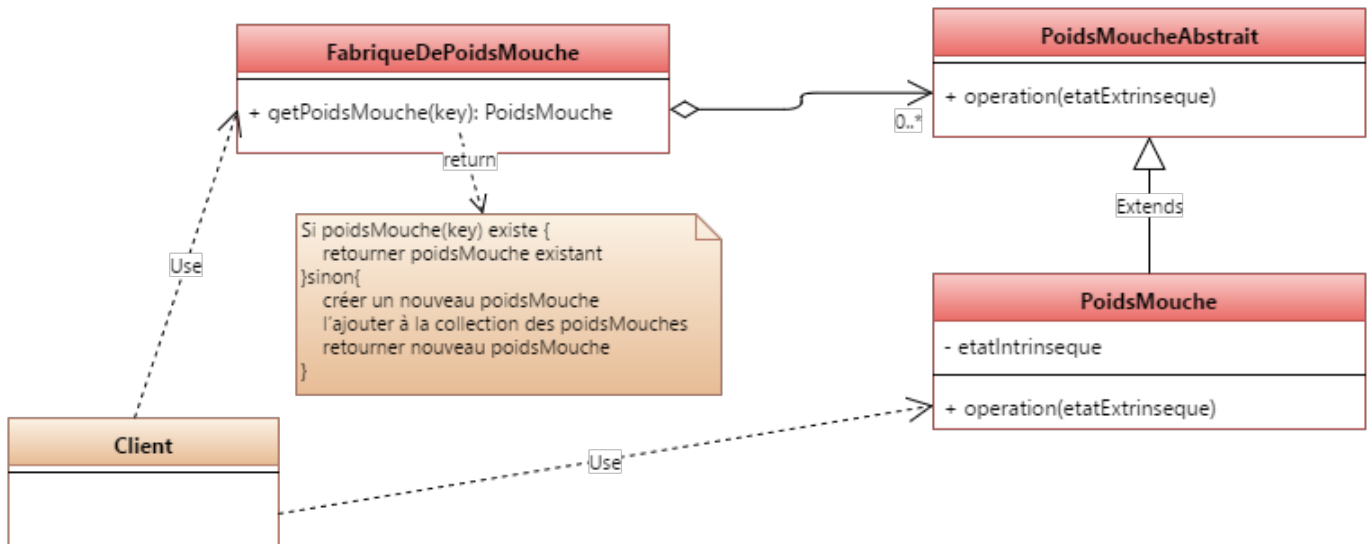 FabriqueDePoidsMouche
+ getPoidsMouche(key): PoidsMouche
PoidsMoucheAbstrait
+ operation(etatExtrinseque)
0..*
return
Extends
Use
Si poidsMouche(key) existe {
retourner poidsMouche existant
}sinon{
créer un nouveau poidsMouche
l'ajouter à la collection des poidsMouches
retourner nouveau poidsMouche
}
PoidsMouche
- etatIntrinseque
+ operation(etatExtrinseque)
Client
Use